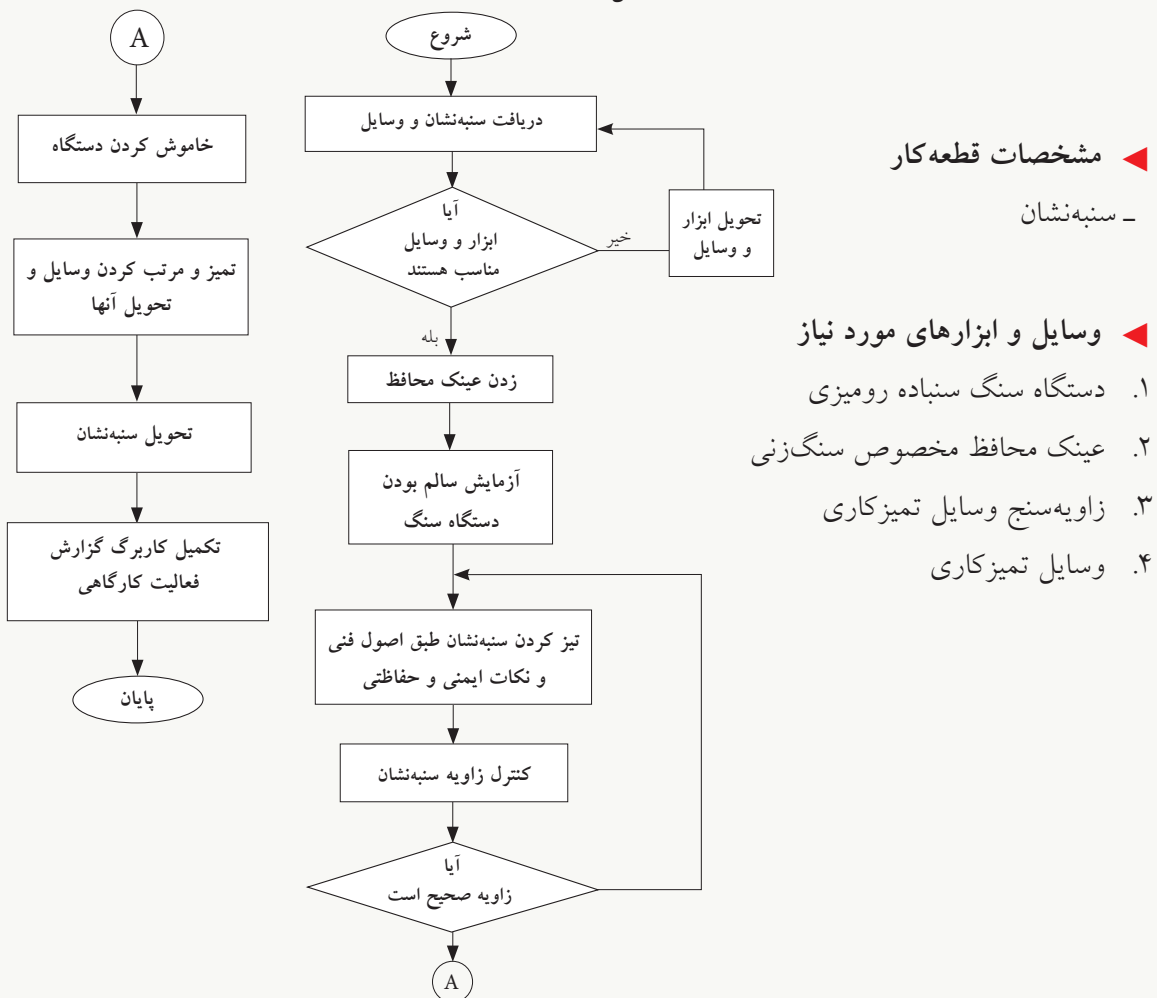 مشخصات قطعه‌کار
ـ سنبه‌نشان
وسایل و ابزارهای مورد نیاز
۱. دستگاه سنگ سنباده رومیزی
۲. عینک محافظ مخصوص سنگ‌زنی
۳. زاویه‌سنج وسایل تمیزکاری
۴. وسایل تمیزکاری
شروع
دریافت سنبه‌نشان و وسایل
آیا
ابزار و وسایل
مناسب هستند
خیر
تحویل ابزار
و وسایل
بله
زدن عینک محافظ
آزمایش سالم بودن
دستگاه سنگ
تیز کردن سنبه‌نشان طبق اصول فنی
و نکات ایمنی و حفاظتی
کنترل زاویه سنبه‌نشان
آیا
زاویه صحیح است
A
A
خاموش کردن دستگاه
تمیز و مرتب کردن وسایل و
تحویل آنها
تحویل سنبه‌نشان
تکمیل کاربرگ گزارش
فعالیت کارگاهی
پایان